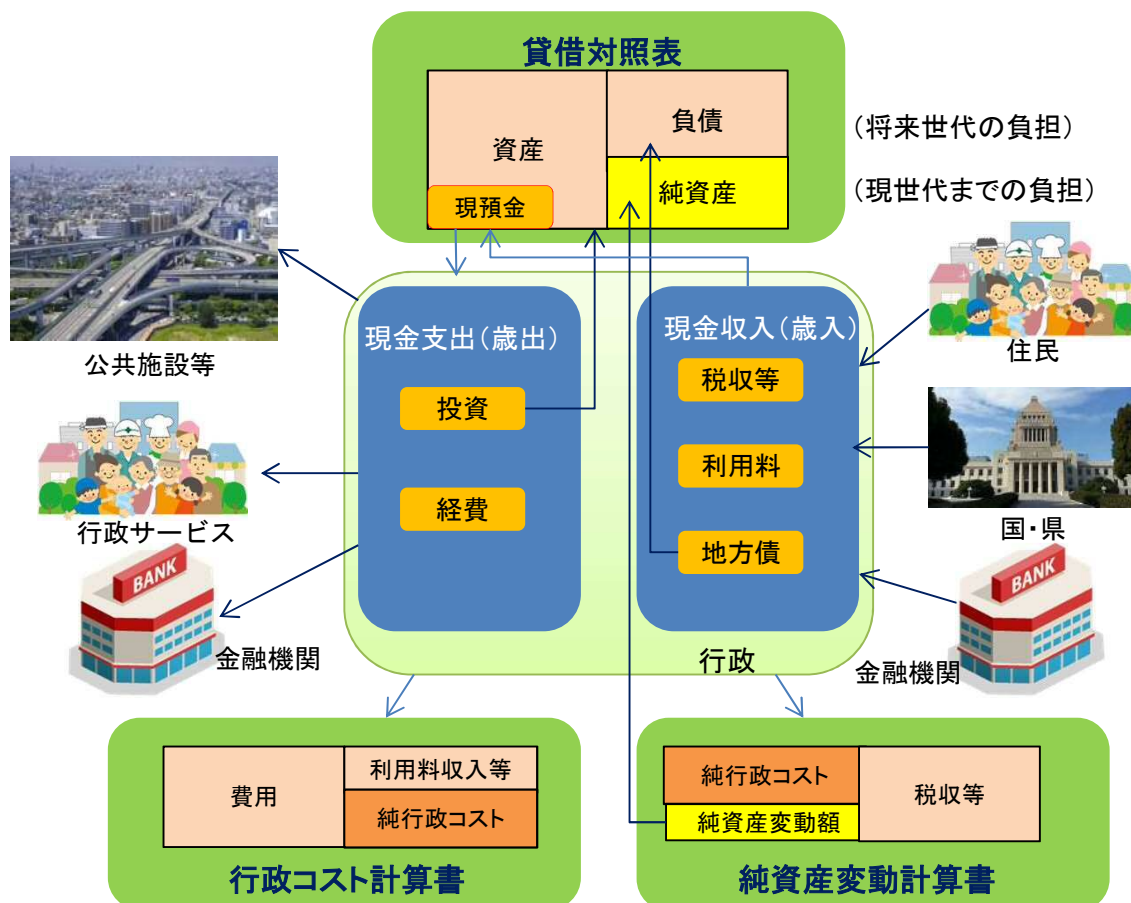 貸借対照表
資産
負債
現預金
純資産
(将来世代の負担)
(現世代までの負担)
公共施設等
行政サービス
BANK
金融機関
現金支出(歳出)
投資
経費
現金収入(歳入)
税収等
利用料
地方債
行政
住民
国・県
BANK
金融機関
費用
利用料収入等
純行政コスト
行政コスト計算書
純行政コスト
純資産変動額
税収等
純資産変動計算書